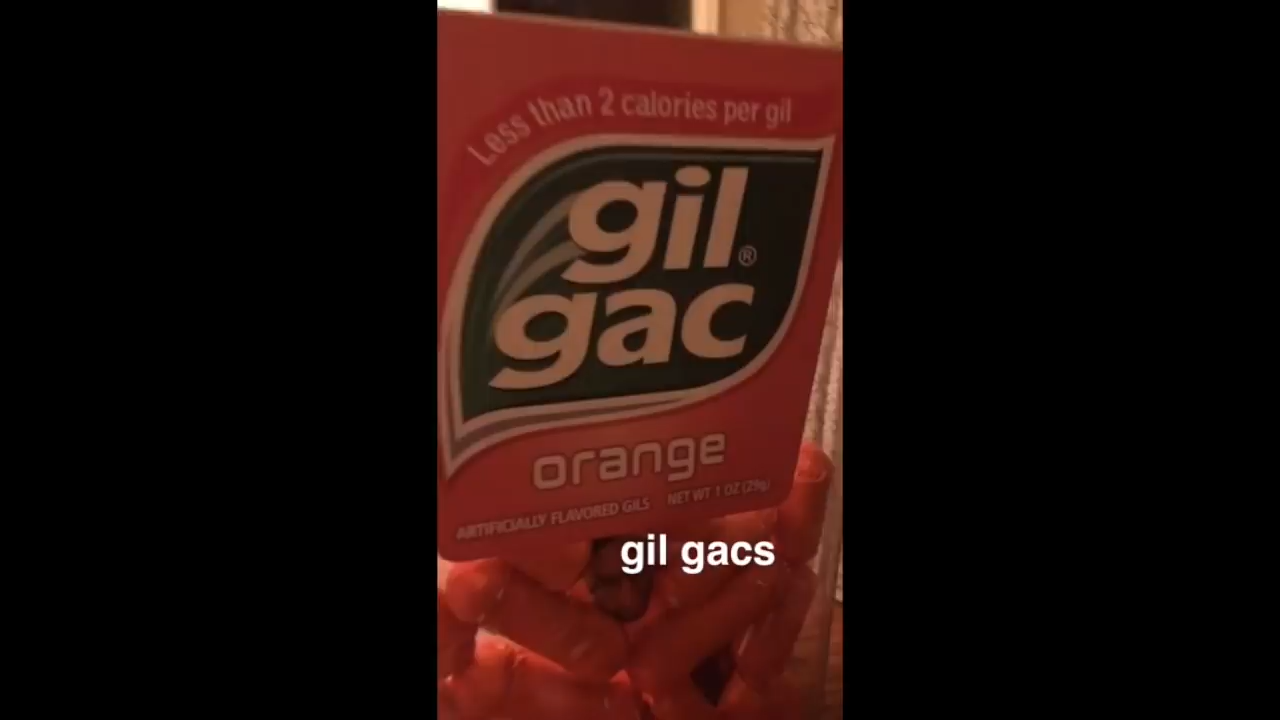 Less than 2 calories per gil
gil®
gac
orange
ARTIFICIALLY FLAVORED GILS NET WT 1 OZ (29g)
gil gacs